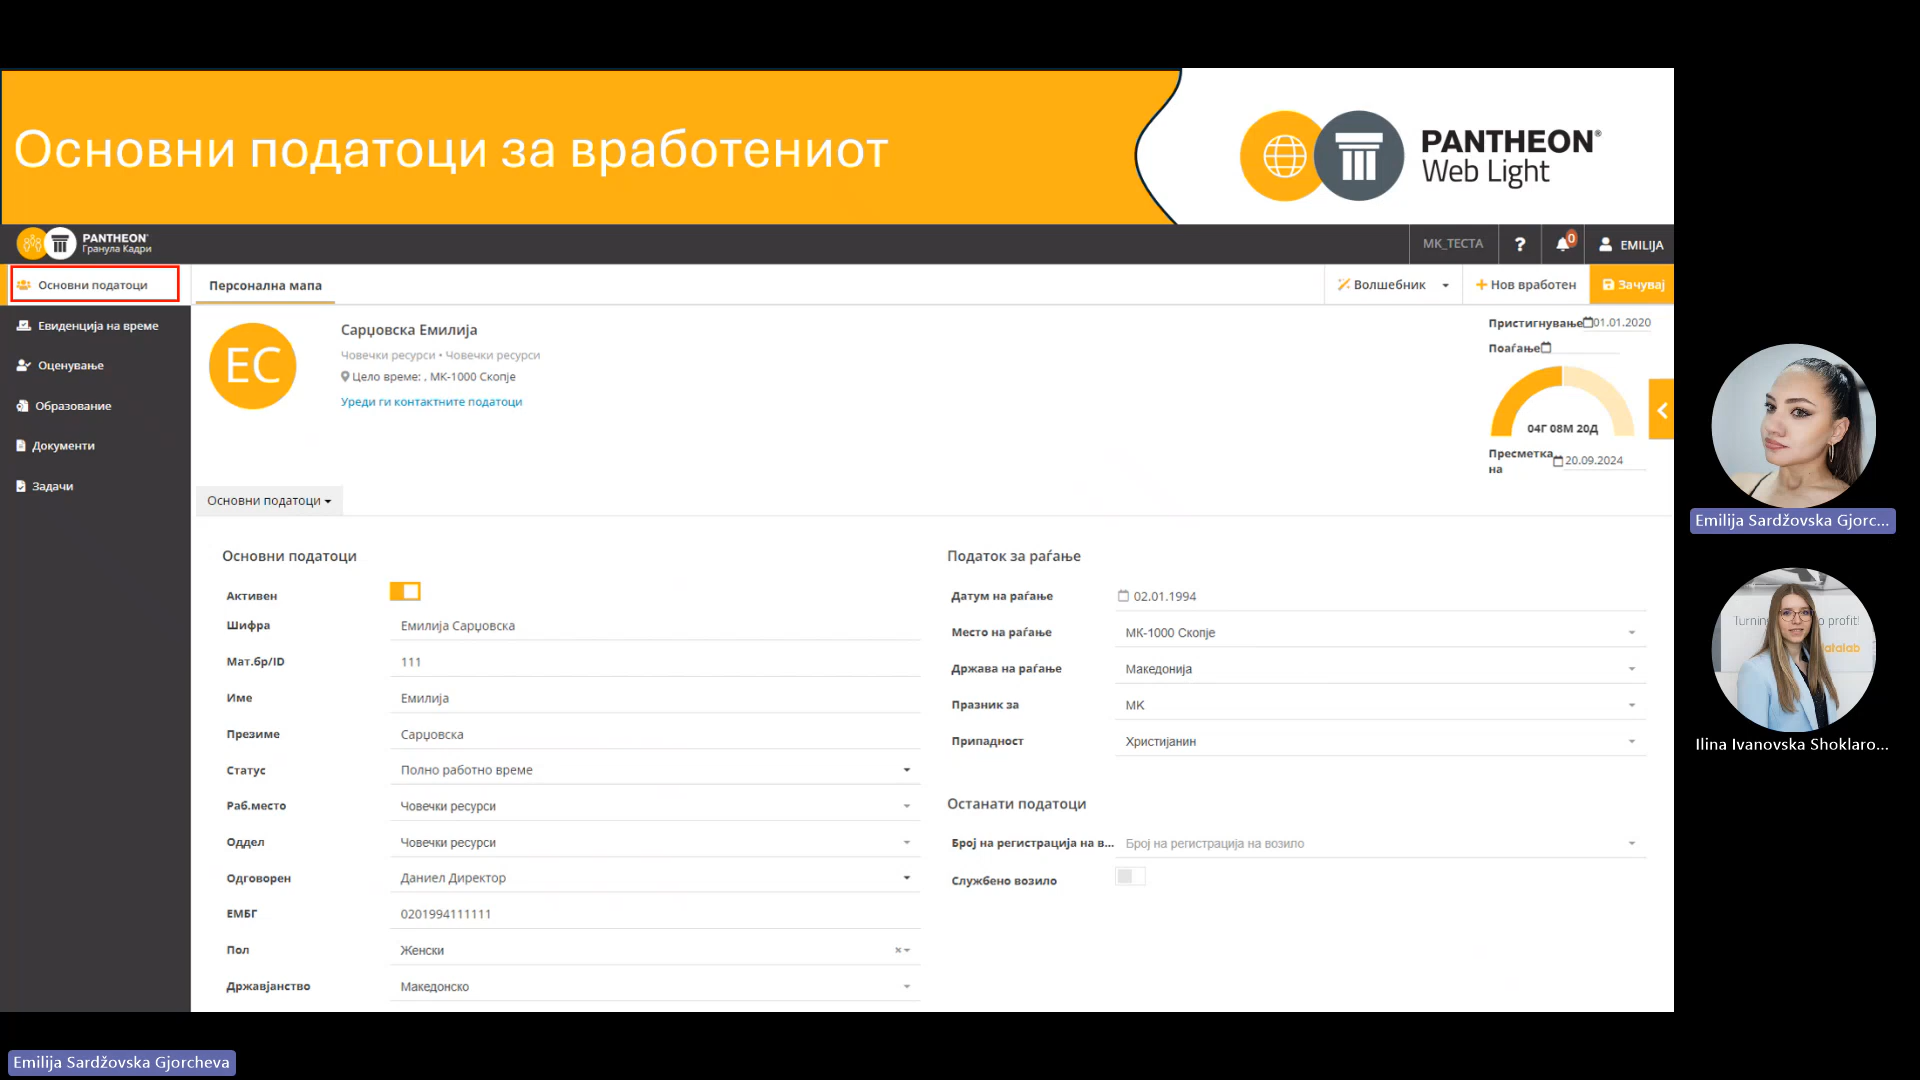 Основни податоци за вработениот
PANTHEON®
Web Light
PANTHEON®
Гранула Кадри
МК_ТЕСТА
?
0
EMILIJA
Основни податоци
Евиденција на време
Оценување
Образование
Документи
Задачи
Персонална мапа
Волшебник
+ Нов вработен
Зачувај
ЕС
Сарџовска Емилија
Човечки ресурси • Човечки ресурси
Цело време: , МК-1000 Скопје
Уреди ги контактните податоци
Пристигнување 01.01.2020
Поаѓање
04Г 08М 20Д
Пресметка на 20.09.2024
Основни податоци
Основни податоци
Активен
Шифра Емилија Сарџовска
Мат.бр/ID 111
Име Емилија
Презиме Сарџовска
Статус Полно работно време
Раб.место Човечки ресурси
Оддел Човечки ресурси
Одговорен Даниел Директор
ЕМБГ 0201994111111
Пол Женски ×
Државјанство Македонско
Податок за раѓање
Датум на раѓање 02.01.1994
Место на раѓање МК-1000 Скопје
Држава на раѓање Македонија
Празник за МК
Припадност Христијанин
Останати податоци
Број на регистрација на в... Број на регистрација на возило
Службено возило
Emilija Sardžovska Gjorc...
Turnin o profit!
atalab
Ilina Ivanovska Shoklaro...
Emilija Sardžovska Gjorcheva